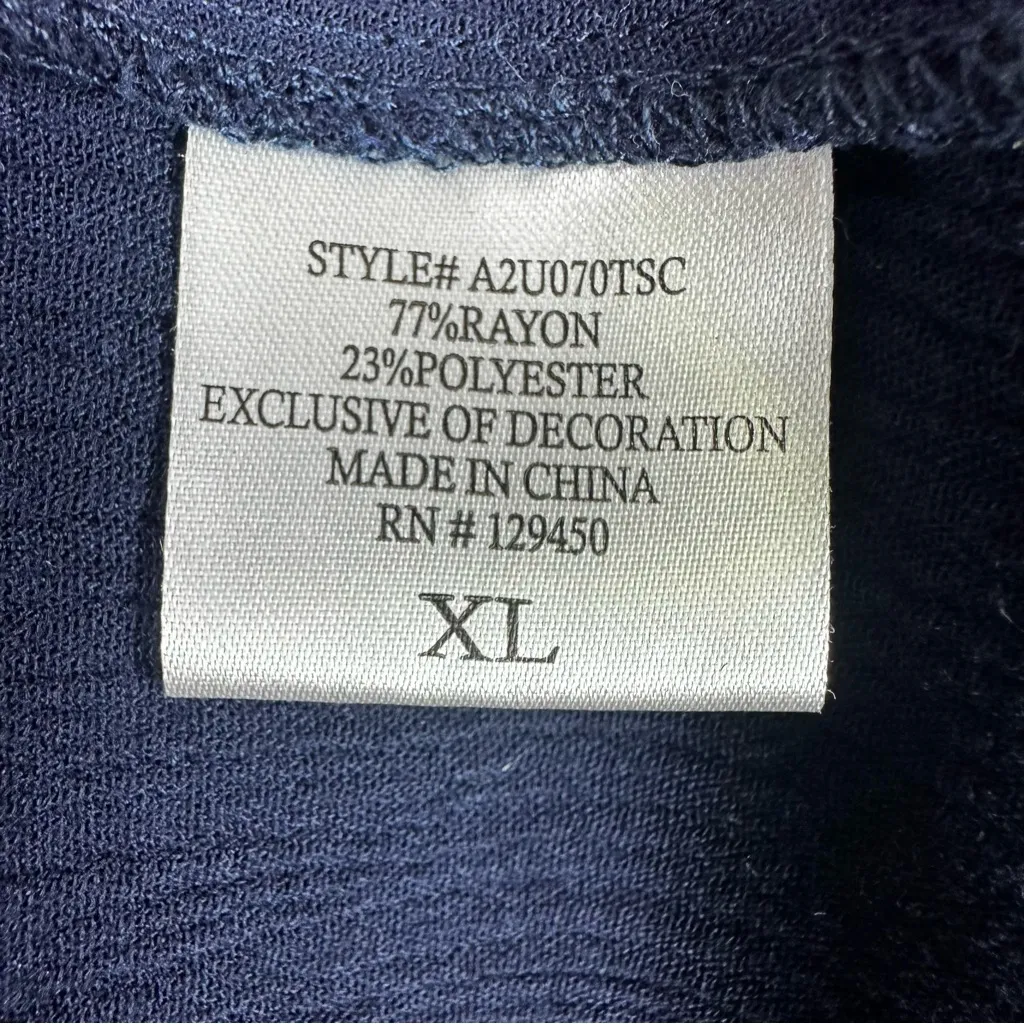 STYLE# A2U070TSC
77%RAYON
23%POLYESTER
EXCLUSIVE OF DECORATION
MADE IN CHINA
RN # 129450
XL